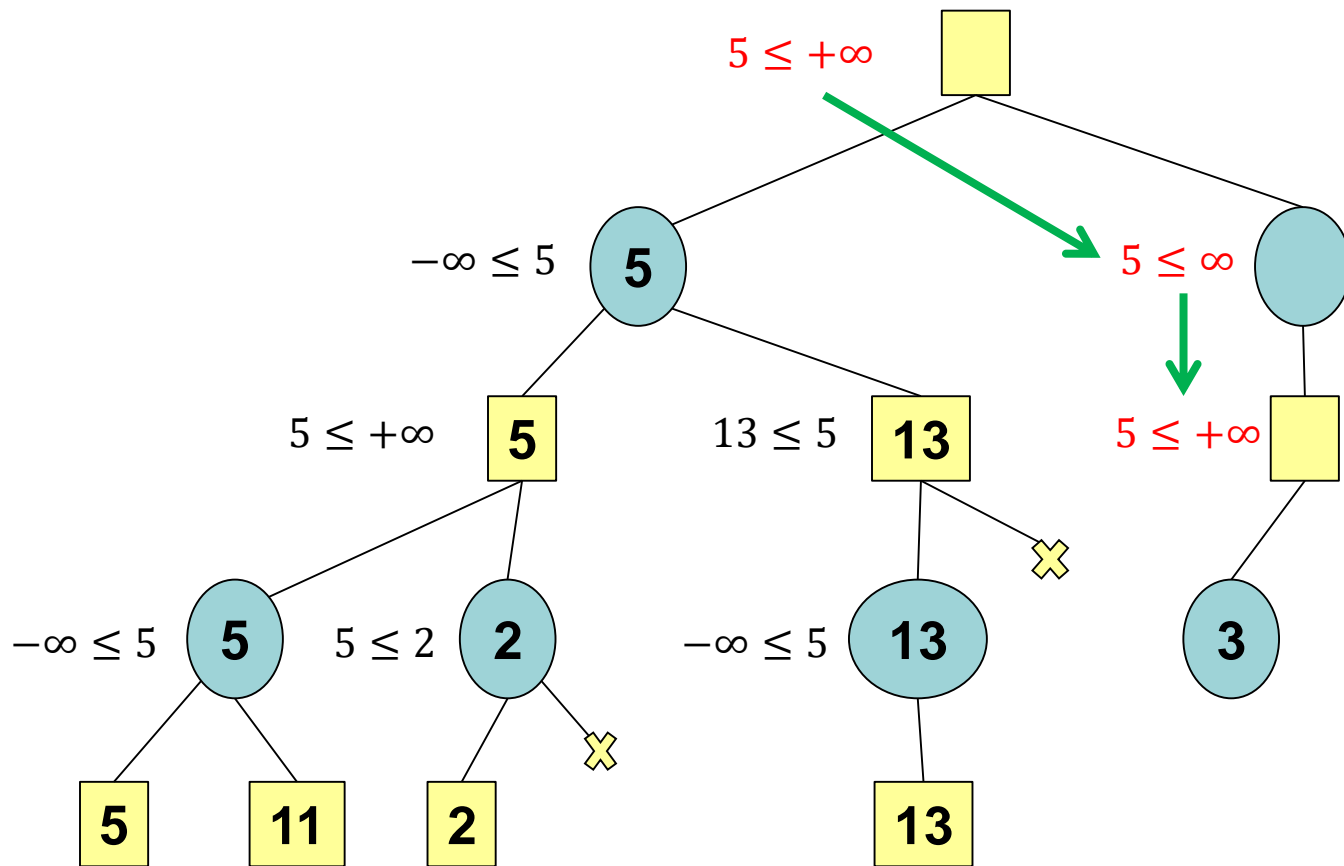 5 ≤ +∞
−∞ ≤ 5 5 5 ≤ ∞
5 ≤ +∞ 5 13 ≤ 5 13 5 ≤ +∞
−∞ ≤ 5 5 5 ≤ 2 2 −∞ ≤ 5 13 3
5 11 2 13